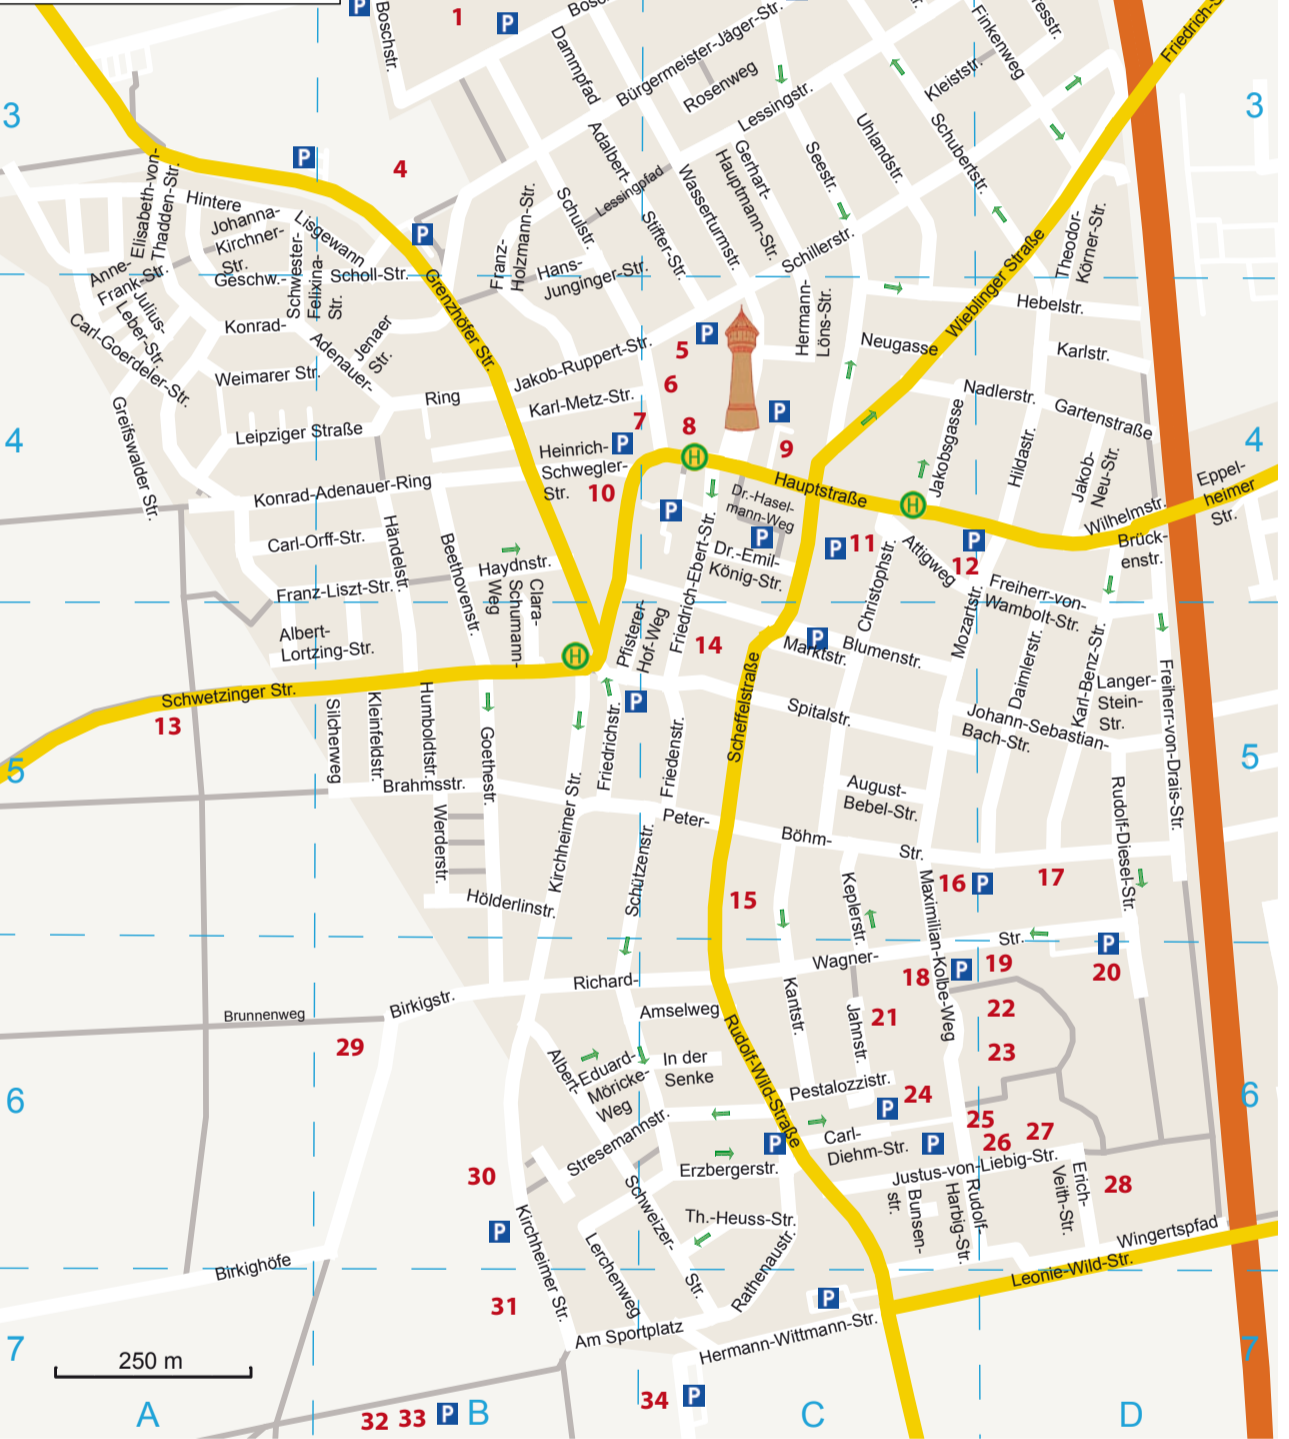 P
Boschstr.
1
P
Dammpfad
Bürgermeister-Jäger-Str.
Rosenweg
Lessingstr.
Finkenweg
Kleiststr.
Friedrich-S
3
3
Adalbert-
Stifter-Str.
Uhlandstr.
Schubertstr.
Seestr.
Gerhart-
Hauptmann-Str.
Wasserturmstr.
Lessingpfad
Schulstr.
P
4
Elisabeth-von-
Thadden-Str.
Hintere
Lisgewann
Johanna-
Kirchner-
Str.
P
Franz-
Holzmann-Str.
Schillerstr.
Theodor-
Körner-Str.
Anne-
Frank-Str.
Geschw.-
Scholl-Str.
Schwester-
Felixina-
Str.
Hans-
Junginger-Str.
Grenzhöfer Str.
Wieblinger Straße
Julius-
Leber-Str.
Carl-Goerdeler-Str.
Konrad-
Adenauer-
Ring
Jenaer
Str.
Hermann-
Löns-Str.
Hebelstr.
Neugasse
Karlstr.
P
5
Jakob-Ruppert-Str.
Weimarer Str.
6
Karl-Metz-Str.
Nadlerstr.
Gartenstraße
Greifswalder Str.
Leipziger Straße
7
8
P
9
4
4
Heinrich-
Schwegler-
Str.
P
H
10
Hauptstraße
Jakobsgasse
Hildastr.
Jakob-
Neu-Str.
Eppel-
heimer
Str.
Konrad-Adenauer-Ring
Dr.-Hasel-
mann-Weg
P
H
Wilhelmstr.
Brück-
enstr.
Carl-Orff-Str.
Händelstr.
Beethovenstr.
Haydnstr.
P
P
11
P
12
Attigweg
Dr.-Emil-
König-Str.
Friedrich-Ebert-Str.
Christophstr.
Mozartstr.
Freiherr-von-
Wambolt-Str.
Franz-Liszt-Str.
Clara-
Schumann-
Weg
Albert-
Lortzing-Str.
Pfisterer-
Hof-Weg
14
P
Marktstr.
Blumenstr.
Daimlerstr.
Karl-Benz-Str.
H
Schwetzinger Str.
13
Langer-
Stein-
Str.
Freiherr-von-Drais-Str.
Silcherweg
Kleinfeldstr.
Humboldtstr.
Goethestr.
Friedrichstr.
P
Friedenstr.
Scheffelstraße
Spitalstr.
Johann-Sebastian-
Bach-Str.
5
5
Brahmsstr.
Kirchheimer Str.
August-
Bebel-Str.
Rudolf-Diesel-Str.
Werderstr.
Peter-
Böhm-
Str.
Schützenstr.
Hölderlinstr.
15
Keplerstr.
Maximilian-Kolbe-Weg
16
P
17
Richard-
Wagner-
Str.
18
P
19
P
20
Birkigstr.
Brunnenweg
Amselweg
Kantstr.
Jahnstr.
21
22
23
29
Rudolf-Wild-Straße
Albert-
Schweizer-
Str.
Eduard-
Möricke-
Weg
In der
Senke
6
6
Pestalozzistr.
24
P
25
26
27
Stresemannstr.
P
Carl-
Diehm-Str.
P
Erzbergerstr.
Justus-von-Liebig-Str.
30
28
Bunsen-
str.
Rudolf-
Harbig-Str.
Erich-
Veith-Str.
P
Kirchheimer Str.
Lerchenweg
Th.-Heuss-Str.
Rathenaustr.
Wingertspfad
Leonie-Wild-Str.
Birkighöfe
31
P
Am Sportplatz
Hermann-Wittmann-Str.
7
7
250 m
34
P
A
32
33
P
B
C
D